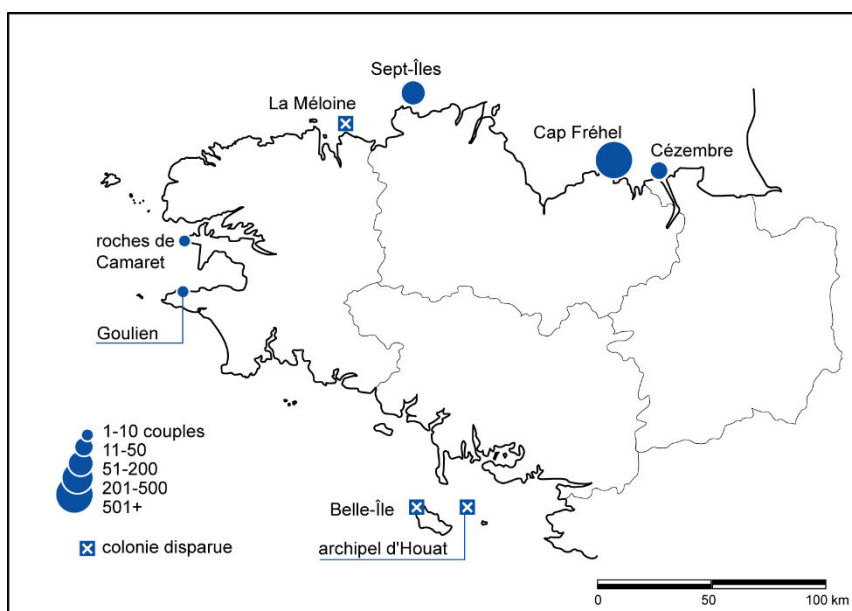 Sept-Îles
La Méloine
Cap Fréhel
Cézembre
roches de
Camaret
Goulien
1-10 couples
11-50
51-200
201-500
501+
colonie disparue
Belle-Île
archipel d'Houat
0 50 100 km